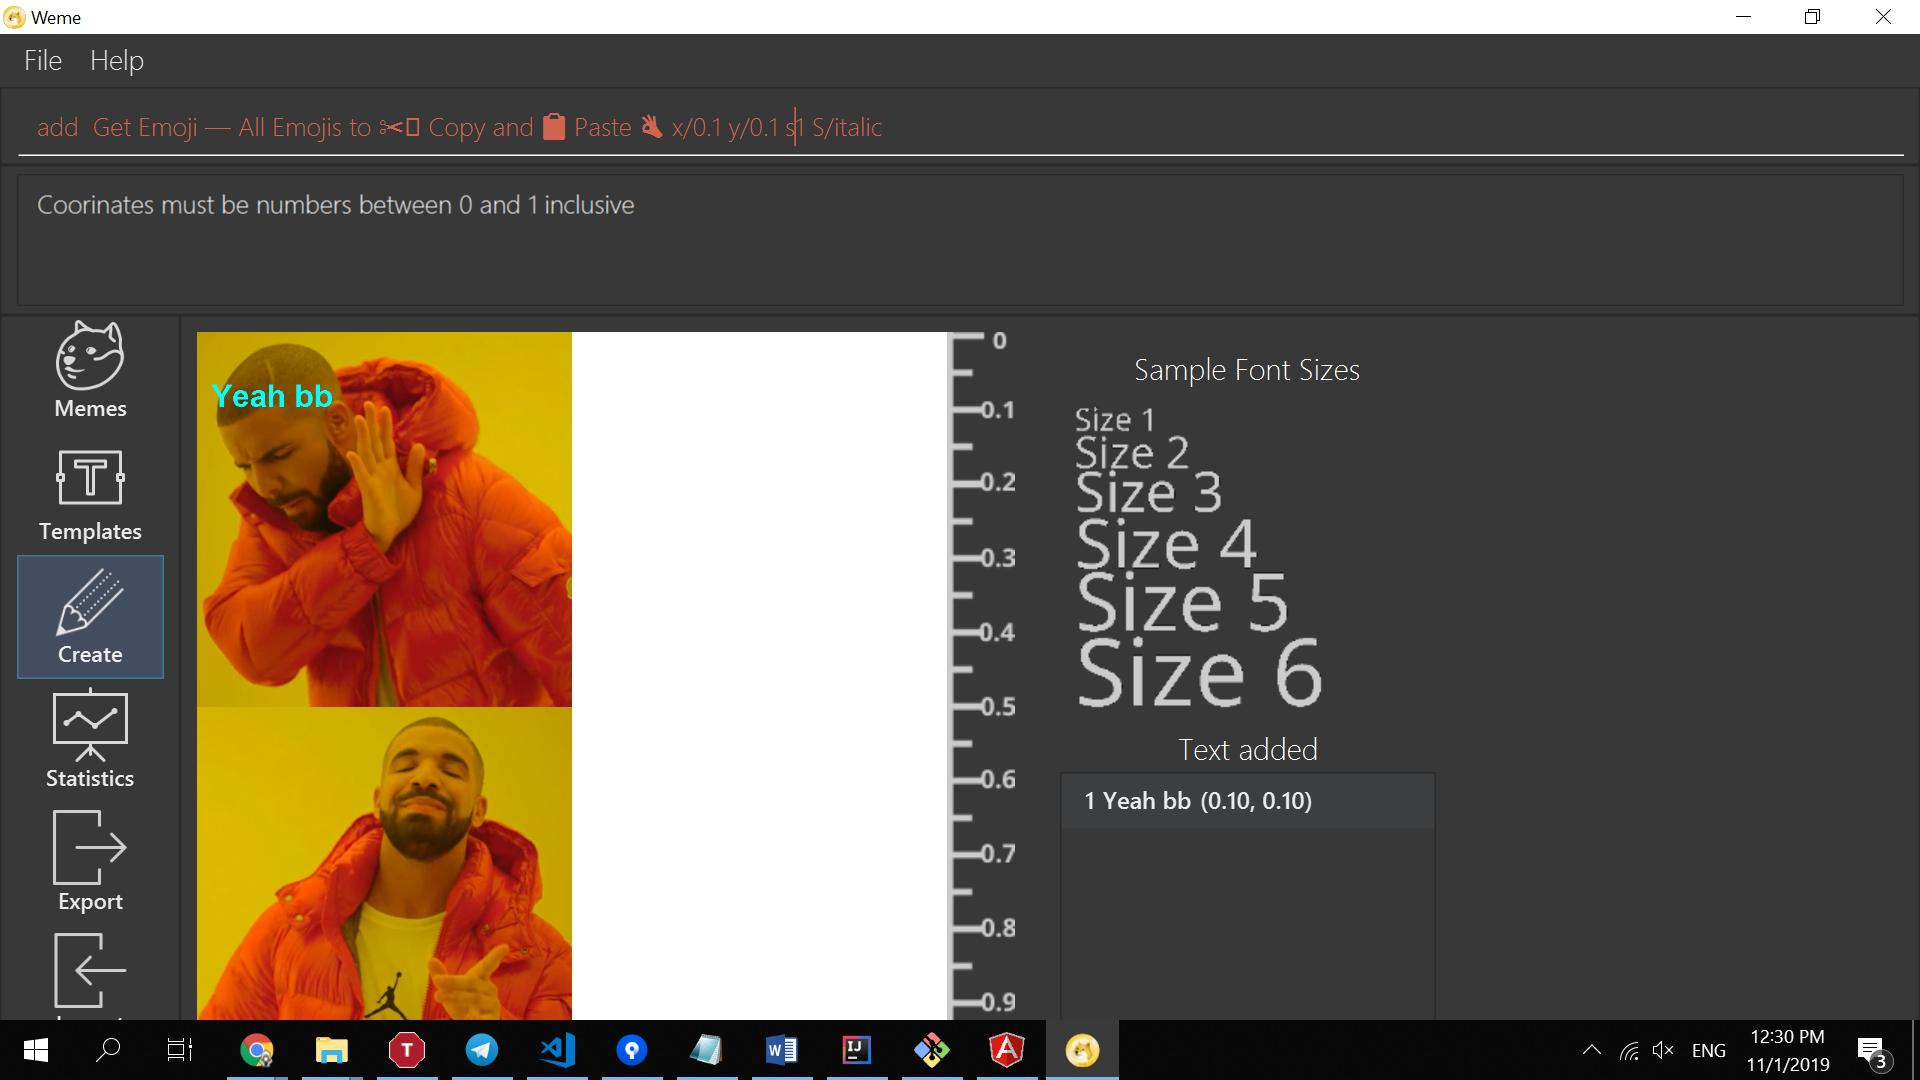 Weme
File Help
add Get Emoji — All Emojis to ✂️ Copy and 📋 Paste 👌 x/0.1 y/0.1 s1 S/italic
Coorinates must be numbers between 0 and 1 inclusive
Memes
Templates
Create
Statistics
Export
Yeah bb
0
0.1
0.2
0.3
0.4
0.5
0.6
0.7
0.8
0.9
Sample Font Sizes
Size 1
Size 2
Size 3
Size 4
Size 5
Size 6
Text added
1 Yeah bb (0.10, 0.10)
T
W
IJ
A
ENG
12:30 PM
11/1/2019
3